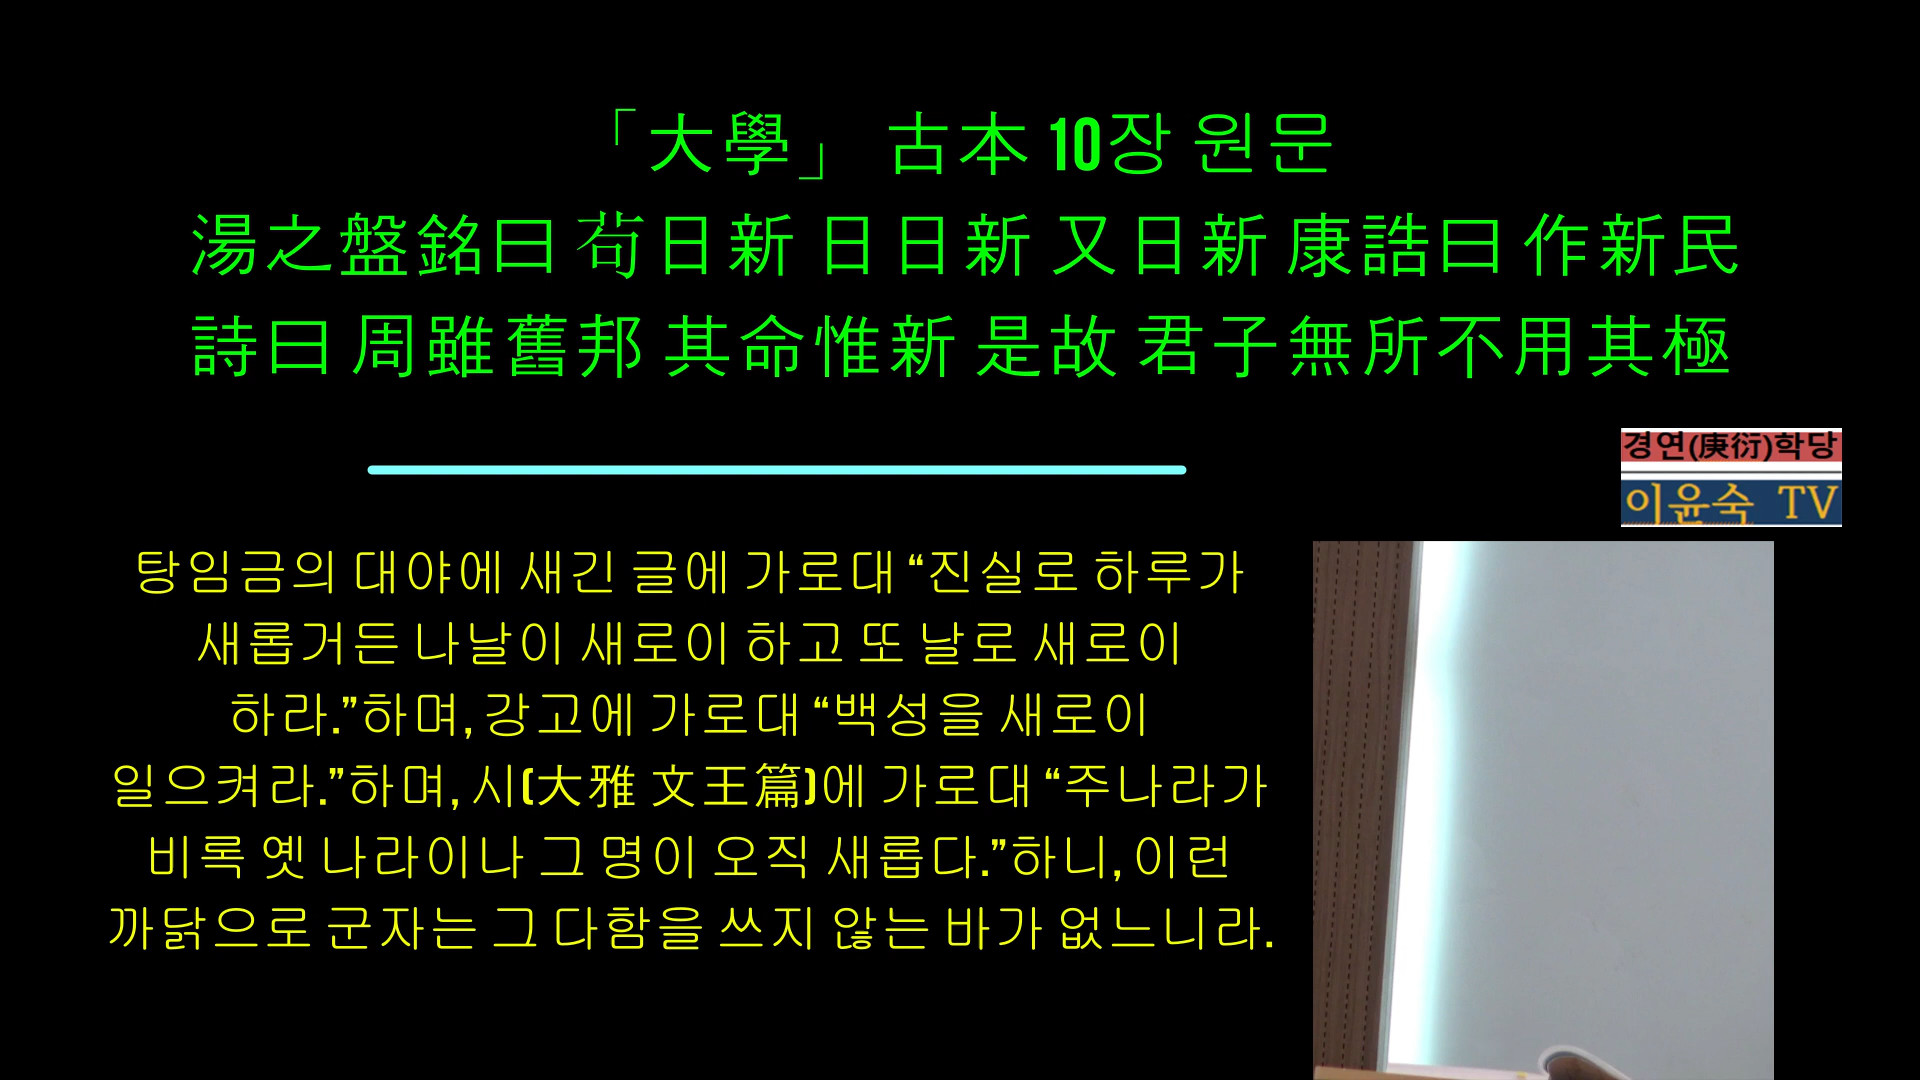 「大學」 古本 10장 원문
湯之盤銘曰 苟日新 日日新 又日新 康誥曰 作新民
詩曰 周雖舊邦 其命惟新 是故 君子無所不用其極
경연(庚衍)학당
이윤숙 TV
탕임금의 대야에 새긴 글에 가로대 “진실로 하루가
새롭거든 나날이 새로이 하고 또 날로 새로이
하라.”하며, 강고에 가로대 “백성을 새로이
일으켜라.”하며, 시(大雅 文王篇)에 가로대 “주나라가
비록 옛 나라이나 그 명이 오직 새롭다.”하니, 이런
까닭으로 군자는 그 다함을 쓰지 않는 바가 없느니라.